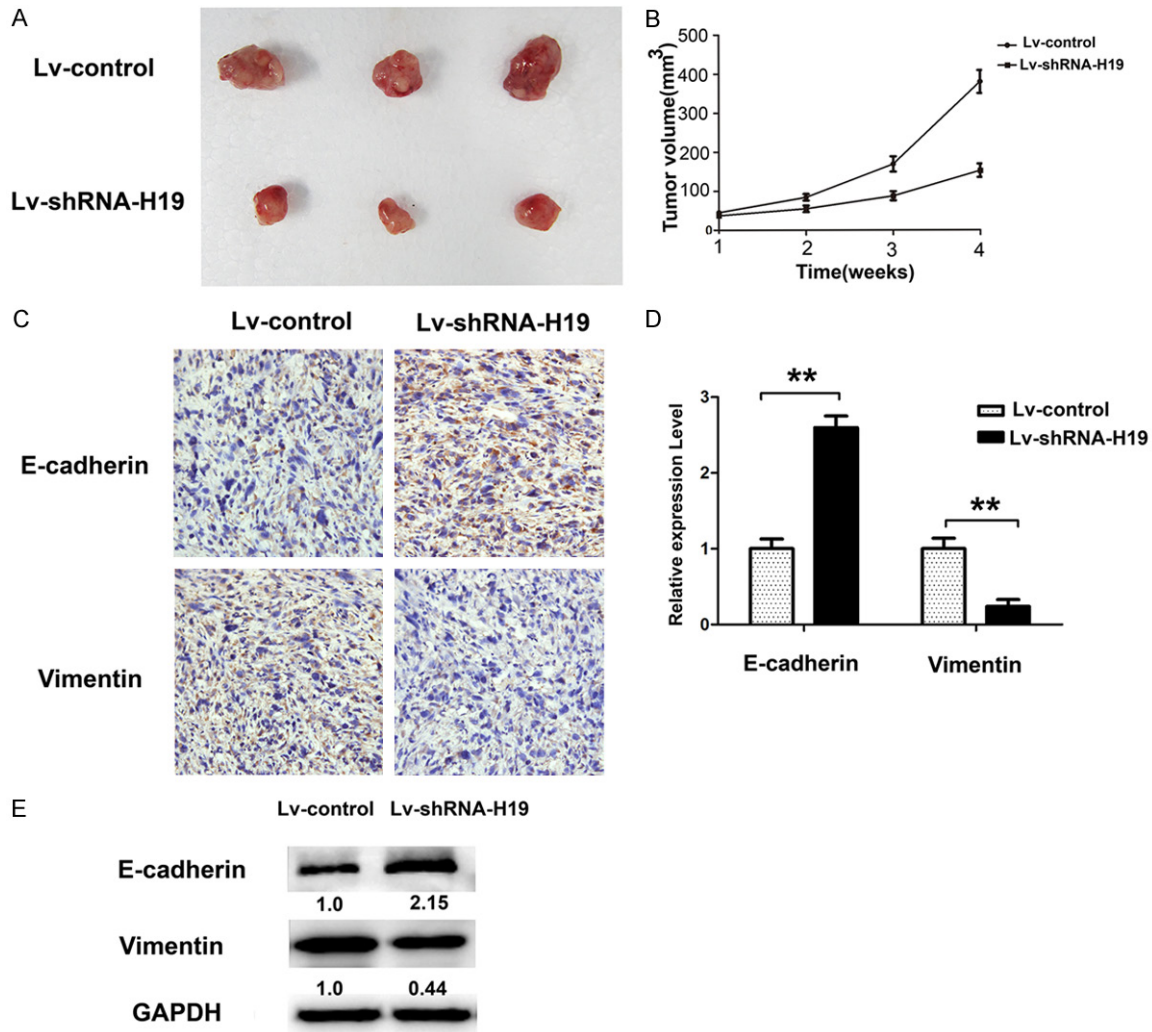 A
Lv-control
Lv-shRNA-H19
B
Tumor volume(mm3)
500
400
300
200
100
0
1 2 3 4
Time(weeks)
Lv-control
Lv-shRNA-H19
C
Lv-control Lv-shRNA-H19
E-cadherin
Vimentin
D
Relative expression Level
3
2
1
0
** **
E-cadherin Vimentin
Lv-control
Lv-shRNA-H19
E
Lv-control Lv-shRNA-H19
E-cadherin
1.0 2.15
Vimentin
1.0 0.44
GAPDH